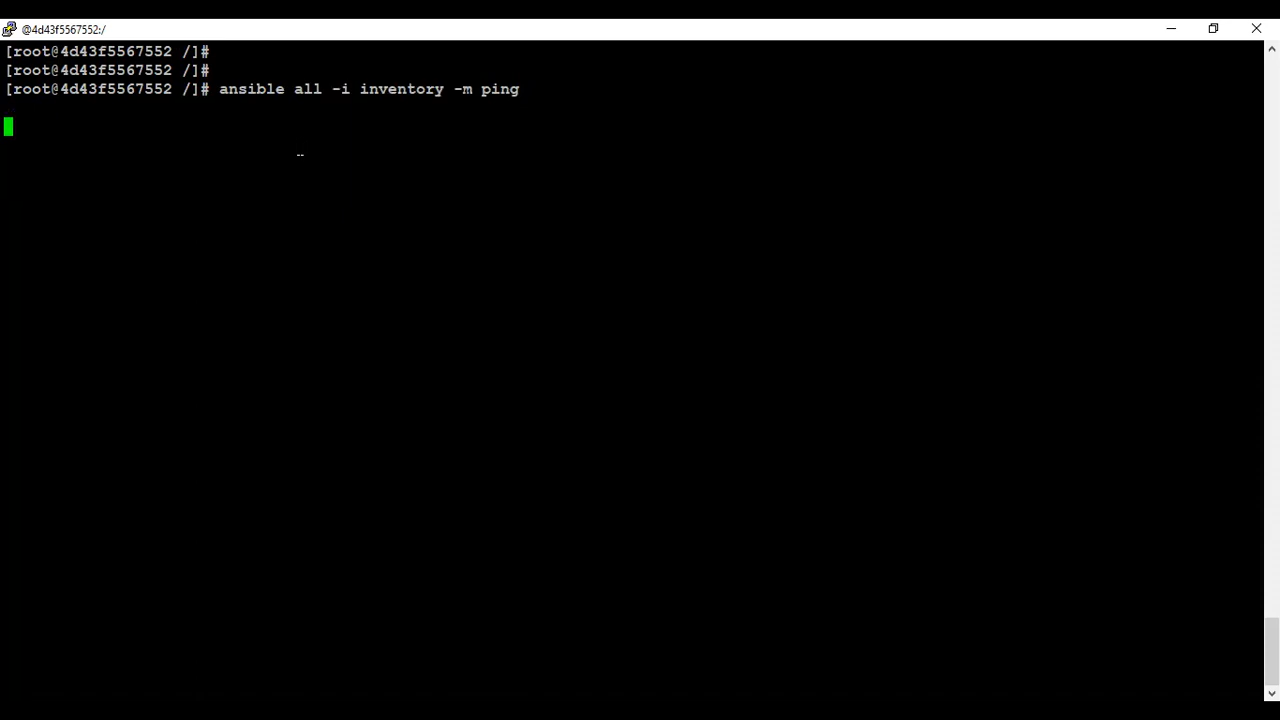 @4d43f5567552:/
[root@4d43f5567552 /]#
[root@4d43f5567552 /]#
[root@4d43f5567552 /]# ansible all -i inventory -m ping